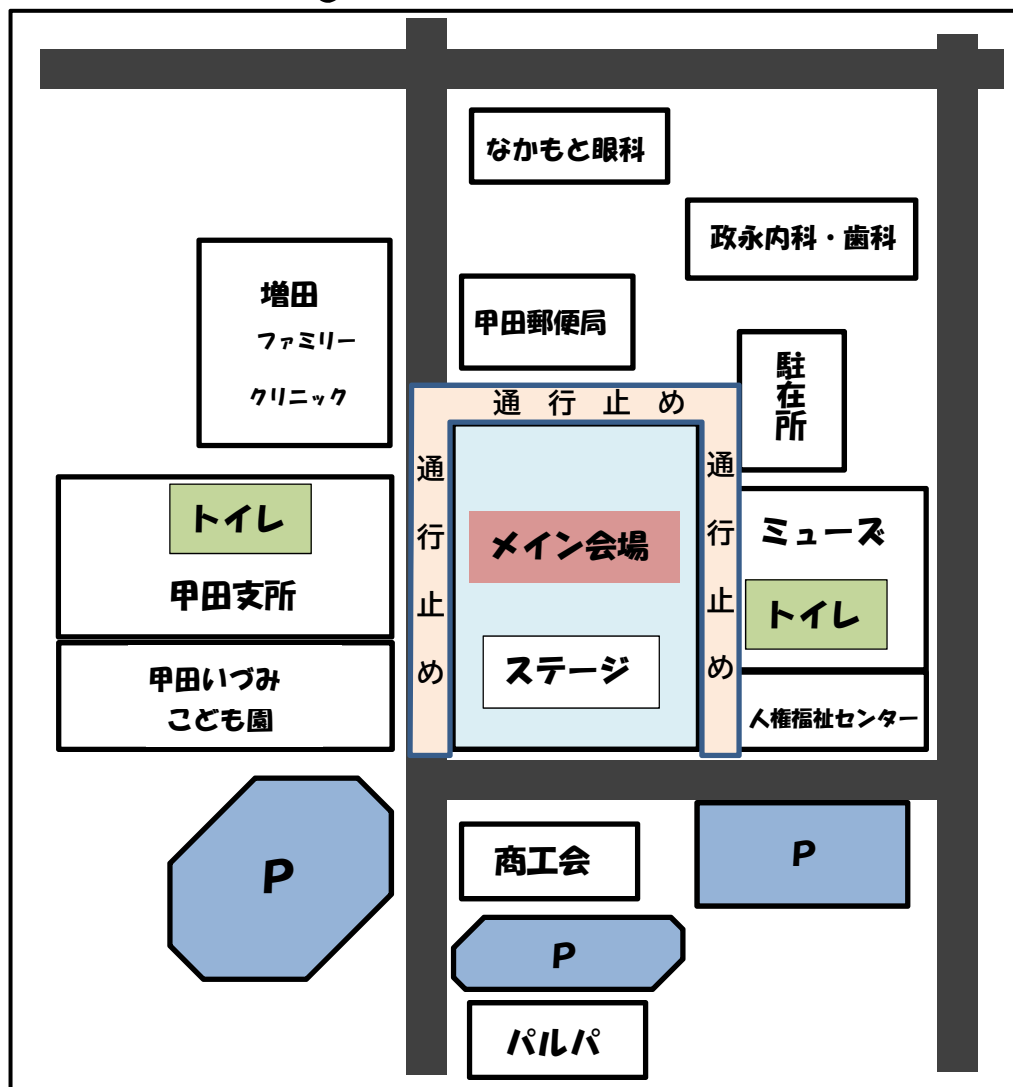 なかもと眼科
政永内科・歯科
増田
ファミリー
クリニック
甲田郵便局
駐在所
通行止め
通行止め
通行止め
トイレ
甲田支所
メイン会場
ミューズ
トイレ
ステージ
甲田いづみ
こども園
人権福祉センター
P
商工会
P
P
パルパ